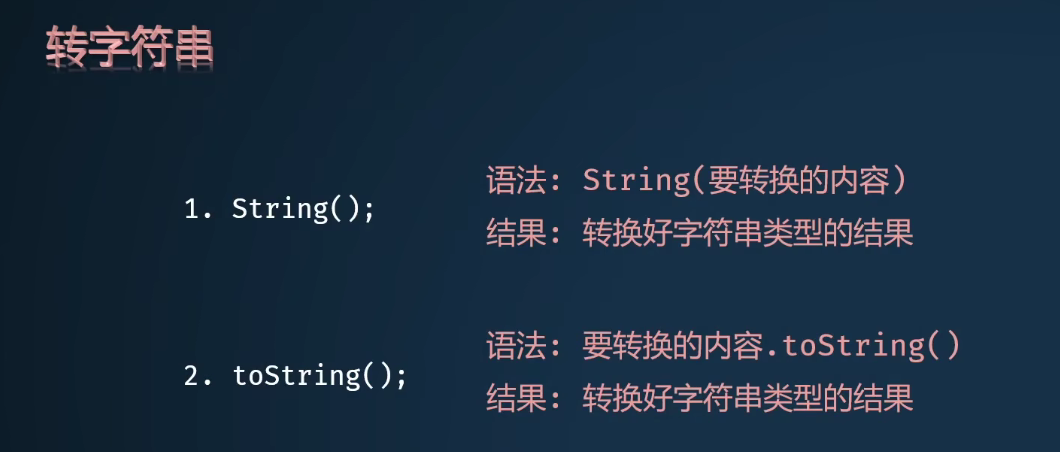 转字符串
1. String();
语法: String(要转换的内容)
结果: 转换好字符串类型的结果
2. toString();
语法: 要转换的内容.toString()
结果: 转换好字符串类型的结果